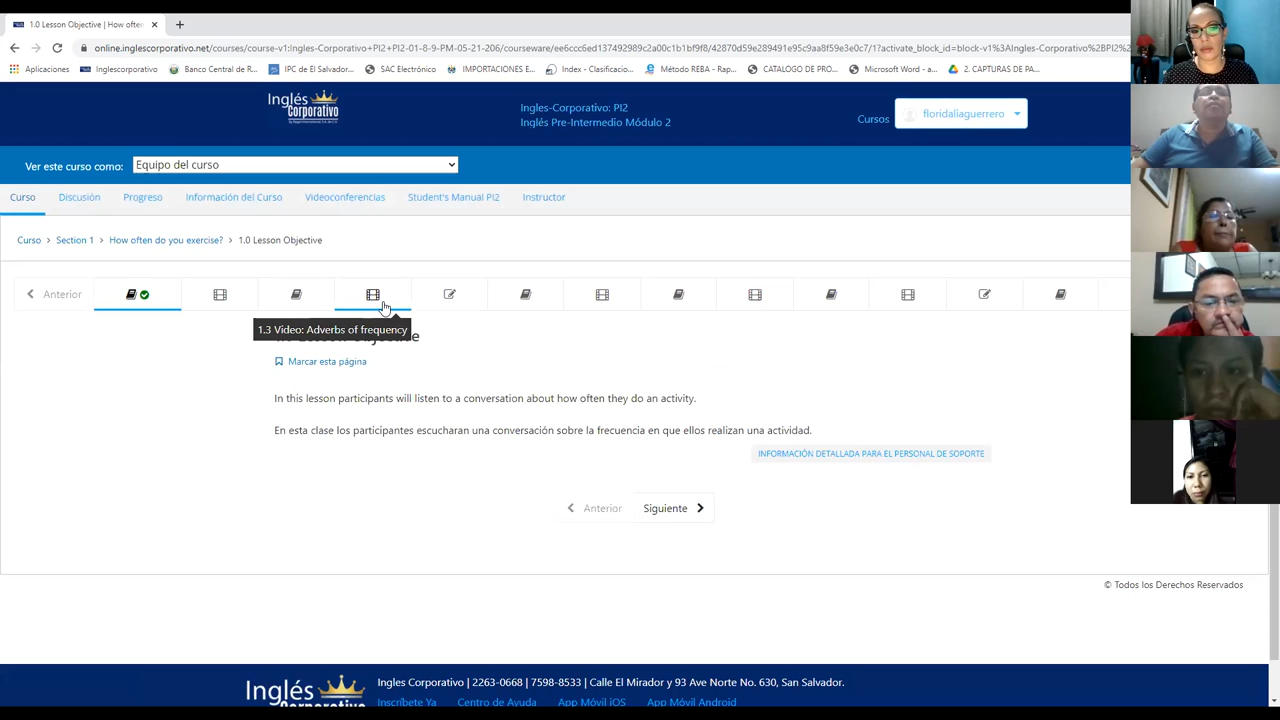 1.0 Lesson Objective | How often
online.inglescorporativo.net/courses/course-v1:Ingles-Corporativo+PI2+PI2-01-8-9-PM-05-21-206/courseware/ee6ccc6ed137492989c2a00c1b1bf9f8/42870d59e289491e95c9aa8f59e3e0c7/1?activate_block_id=block-v1%3AIngles-Corporativo%2BPI2%
Aplicaciones
Inglescorporativo
Banco Central de R...
IPC de El Salvador...
SAC Electrónico
IMPORTACIONES E...
Index - Clasificacio...
Método REBA - Rap...
CATALOGO DE PRO...
Microsoft Word - a...
2. CAPTURAS DE PA...
Inglés
Corporativo
Ingles-Corporativo: PI2
Inglés Pre-Intermedio Módulo 2
Cursos
floridaliaguerrero
Ver este curso como:
Equipo del curso
Curso
Discusión
Progreso
Información del Curso
Videoconferencias
Student's Manual PI2
Instructor
Curso > Section 1 > How often do you exercise? > 1.0 Lesson Objective
Anterior
1.3 Video: Adverbs of frequency
Marcar esta página
In this lesson participants will listen to a conversation about how often they do an activity.
En esta clase los participantes escucharan una conversación sobre la frecuencia en que ellos realizan una actividad.
INFORMACIÓN DETALLADA PARA EL PERSONAL DE SOPORTE
Anterior
Siguiente
© Todos los Derechos Reservados
Inglés
Corporativo
Ingles Corporativo | 2263-0668 | 7598-8533 | Calle El Mirador y 93 Ave Norte No. 630, San Salvador.
Inscríbete Ya
Centro de Ayuda
App Móvil iOS
App Móvil Android